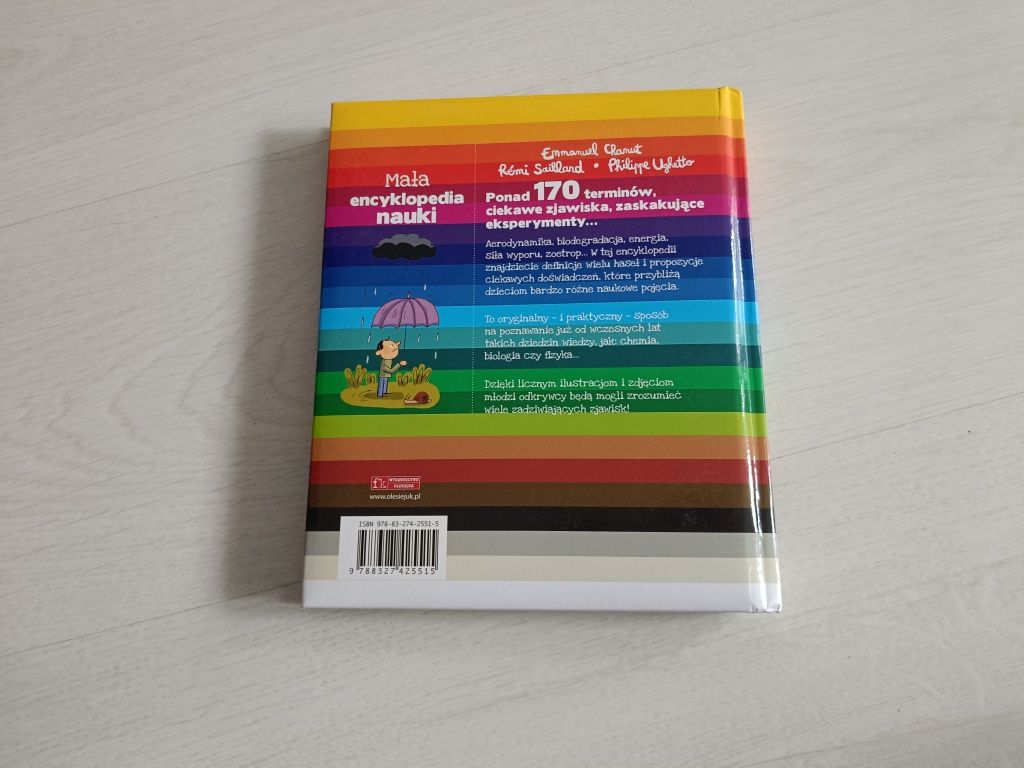 Emmanuel Chanut
Rémi Saillard • Philippe Ughetto
Mała
encyklopedia
nauki
Ponad 170 terminów,
ciekawe zjawiska, zaskakujące
eksperymenty...
Aerodynamika, biodegradacja, energia,
siła wyporu, zoetrop... W tej encyklopedii
znajdziecie definicje wielu haseł i propozycje
ciekawych doświadczeń, które przybliżą
dzieciom bardzo różne naukowe pojęcia.
To oryginalny – i praktyczny – sposób
na poznawanie już od wczesnych lat
takich dziedzin wiedzy, jak: chemia,
biologia czy fizyka...
Dzięki licznym ilustracjom i zdjęciom
młodzi odkrywcy będą mogli zrozumieć
wiele zadziwiających zjawisk!
fk WYDAWNICTWO
OLESIEJUK
www.olesiejuk.pl
ISBN 978-83-274-2551-5
9 788327 425515